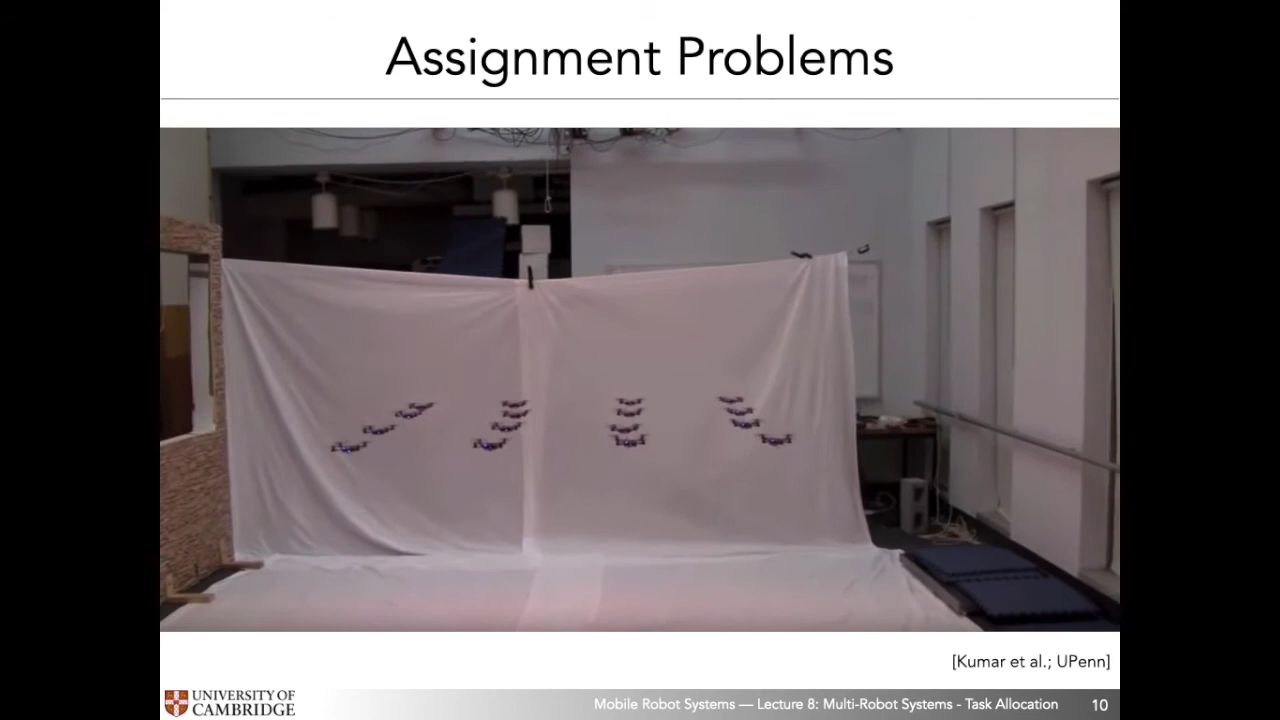 Assignment Problems
[Kumar et al.; UPenn]
UNIVERSITY OF
CAMBRIDGE
Mobile Robot Systems — Lecture 8: Multi-Robot Systems - Task Allocation
10